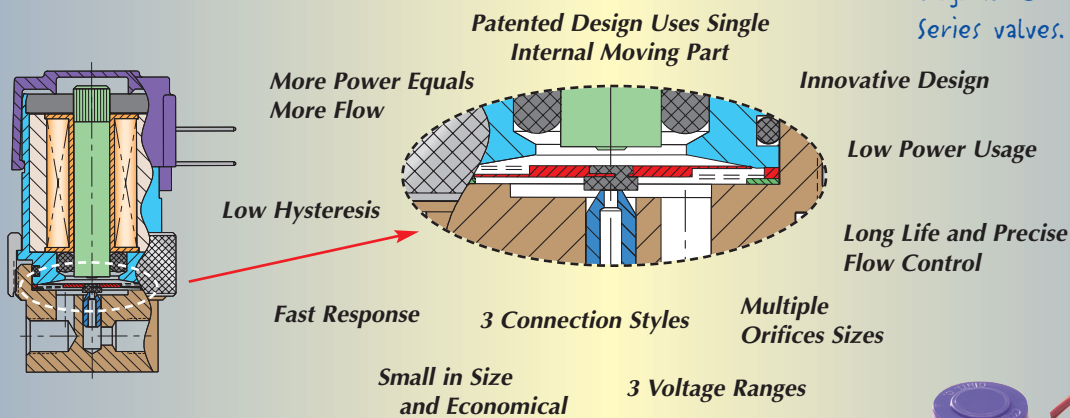 Series valves.
Patented Design Uses Single
Internal Moving Part
More Power Equals
More Flow
Innovative Design
Low Power Usage
Low Hysteresis
Long Life and Precise
Flow Control
Fast Response
3 Connection Styles
Multiple
Orifices Sizes
Small in Size
and Economical
3 Voltage Ranges